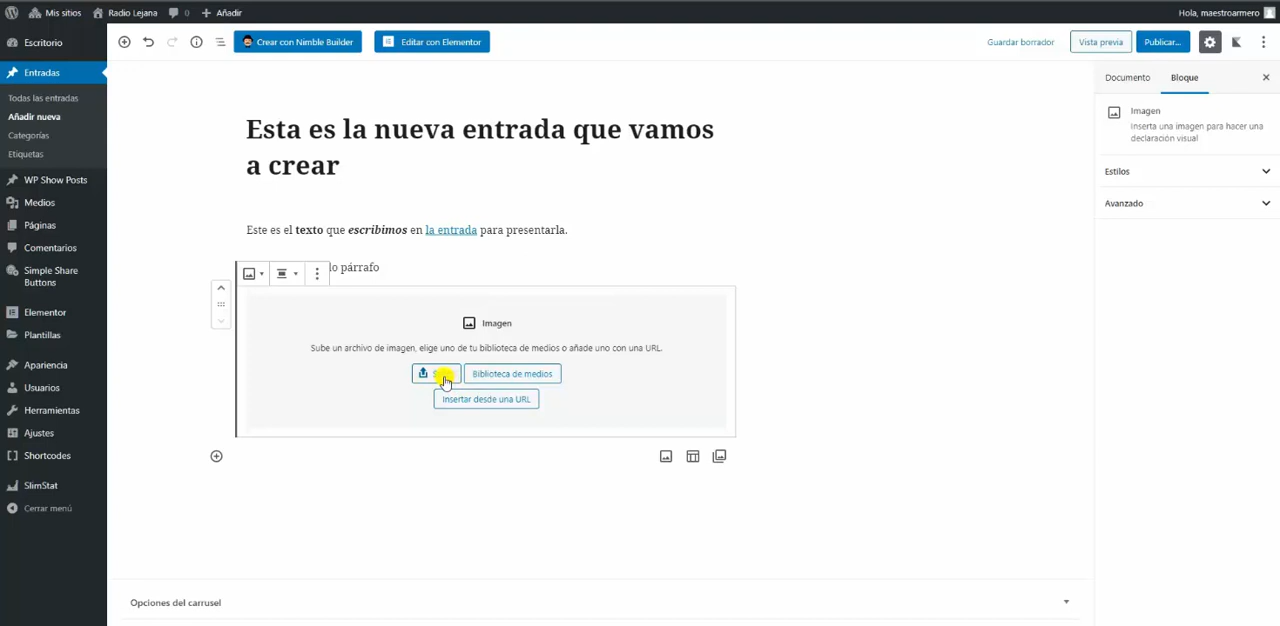 Mis sitios
Radio Lejana
0
Añadir
Hola, maestroarmero
Escritorio
Entradas
Todas las entradas
Añadir nueva
Categorías
Etiquetas
WP Show Posts
Medios
Páginas
Comentarios
Simple Share
Buttons
Elementor
Plantillas
Apariencia
Usuarios
Herramientas
Ajustes
Shortcodes
SlimStat
Cerrar menú
Crear con Nimble Builder
Editar con Elementor
Guardar borrador
Vista previa
Publicar...
Esta es la nueva entrada que vamos
a crear
Este es el texto que escribimos en la entrada para presentarla.
lo párrafo
Imagen
Sube un archivo de imagen, elige uno de tu biblioteca de medios o añade uno con una URL.
Biblioteca de medios
Insertar desde una URL
Opciones del carrusel
Documento
Bloque
Imagen
Inserta una imagen para hacer una
declaración visual
Estilos
Avanzado